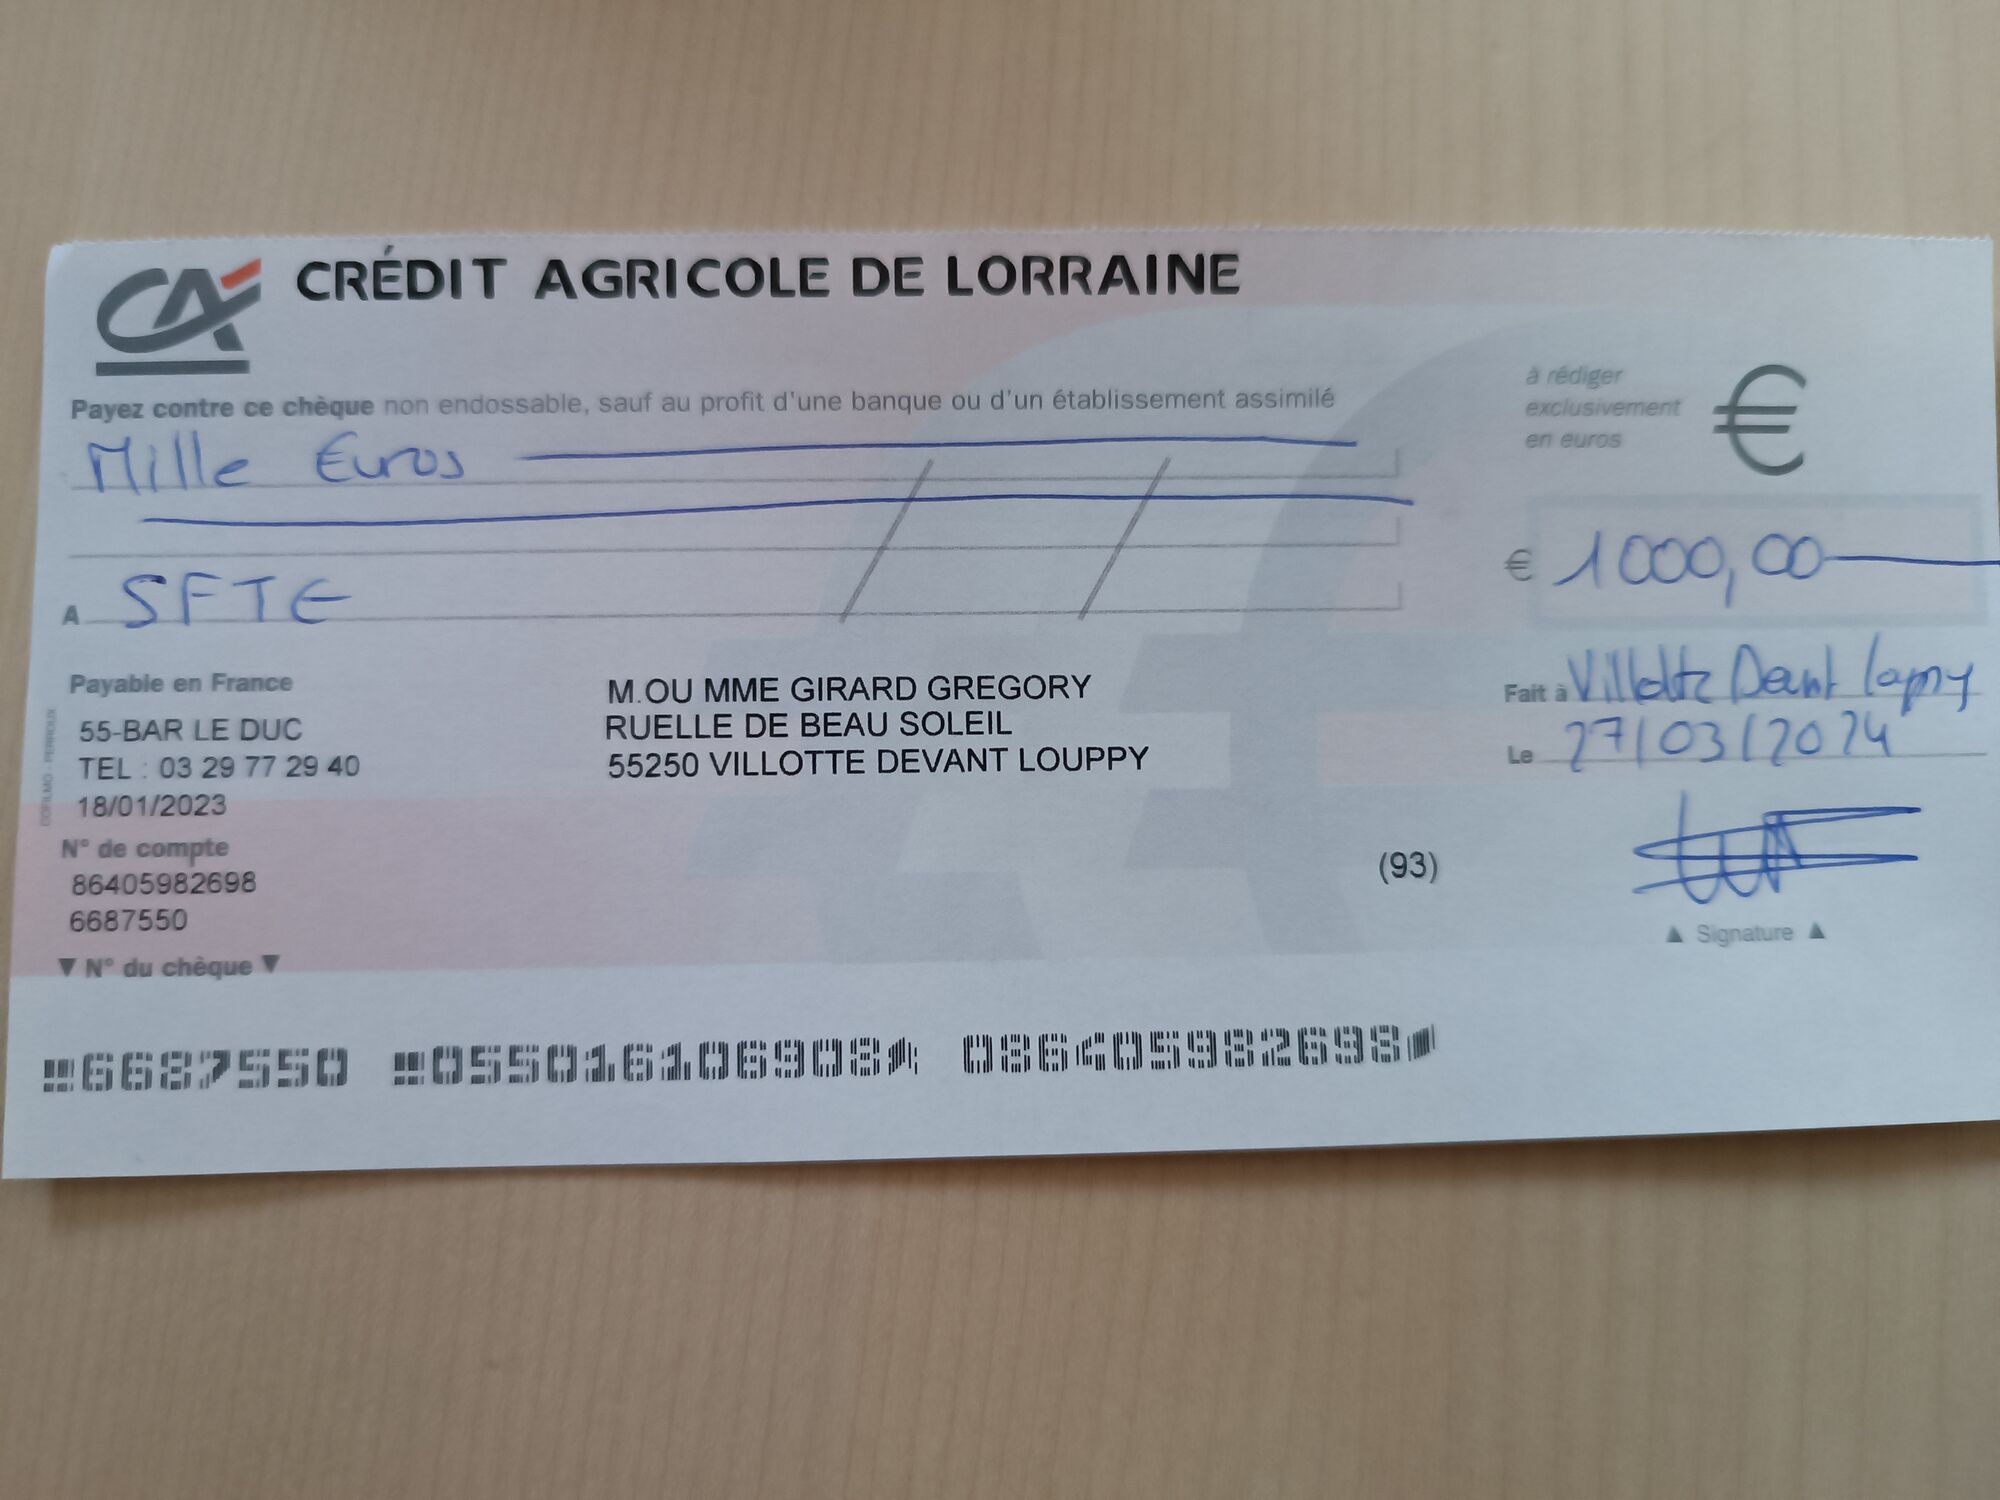 CA CRÉDIT AGRICOLE DE LORRAINE
à rédiger
exclusivement
en euros
€
Payez contre ce chèque non endossable, sauf au profit d'une banque ou d'un établissement assimilé
Mille Euros
€ 1000,00
A SFTE
Payable en France
55-BAR LE DUC
TEL : 03 29 77 29 40
18/01/2023
N° de compte
86405982698
6687550
▼ N° du chèque ▼
COFILMO - PERROUX
M.OU MME GIRARD GREGORY
RUELLE DE BEAU SOLEIL
55250 VILLOTTE DEVANT LOUPPY
(93)
Fait à Villotte Devant
Le 27/03/2024
▲ Signature ▲
6687550 055016106908 086405982698